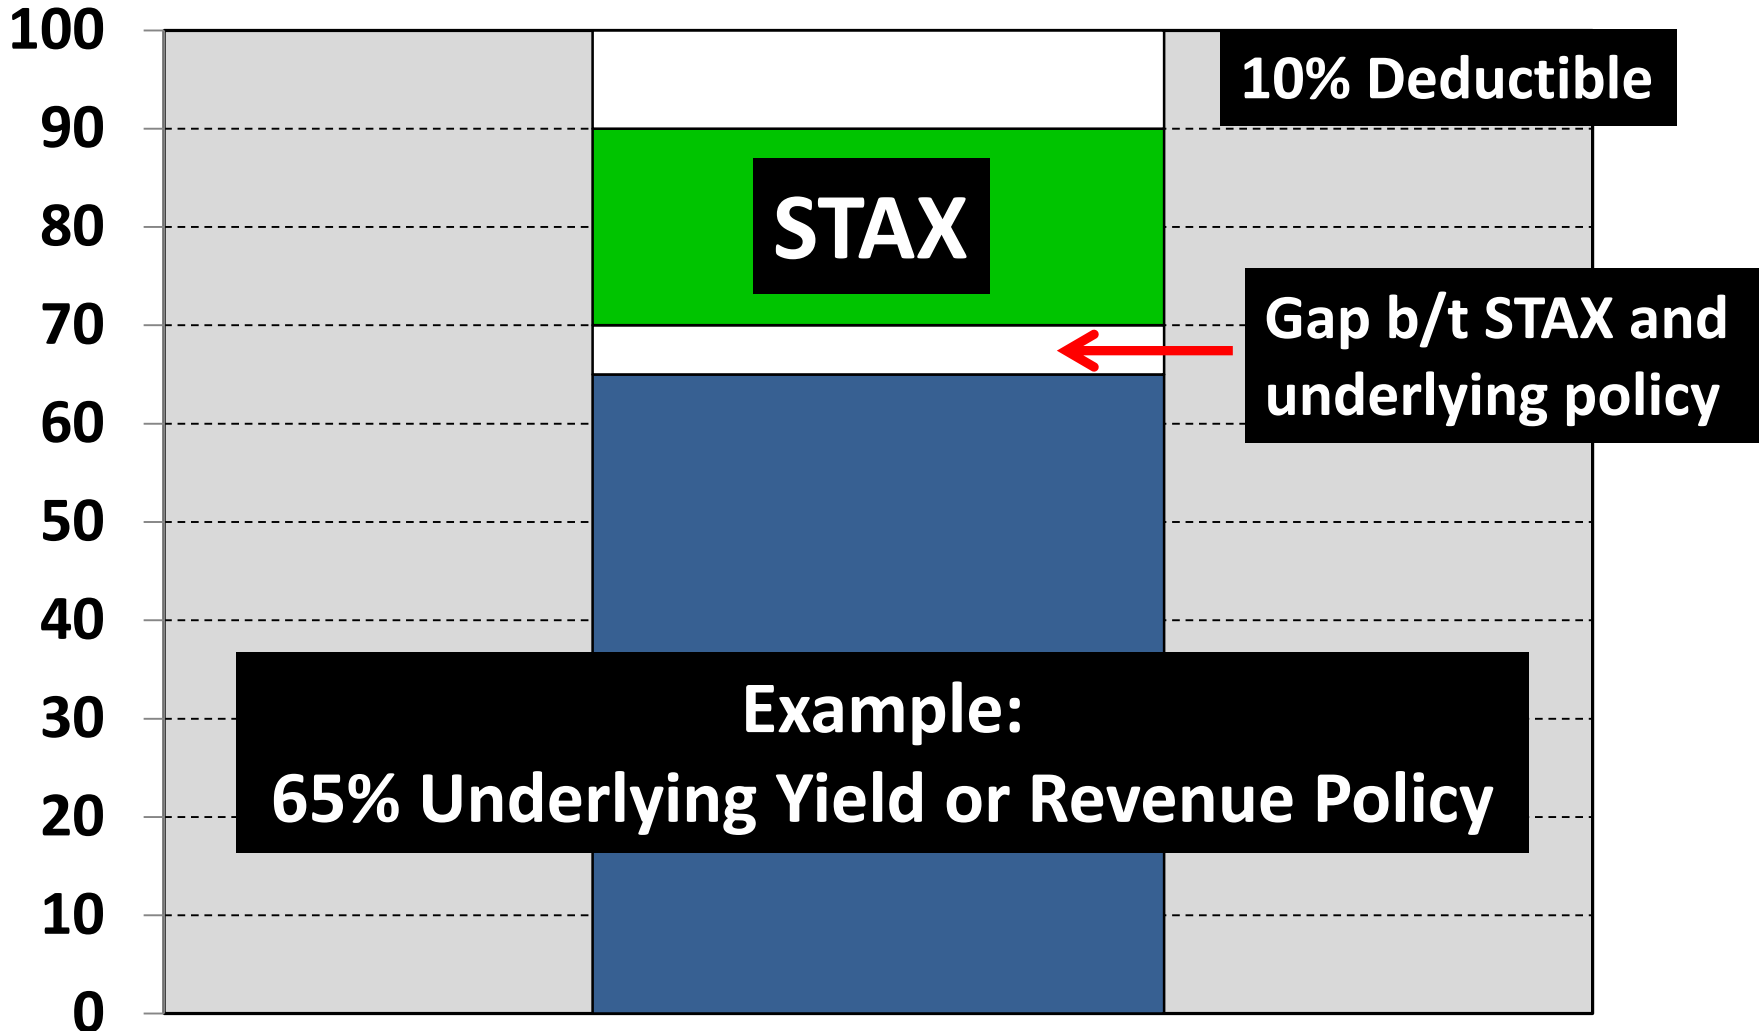 100
10% Deductible
90
80
STAX
70
Gap b/t STAX and
underlying policy
60
50
40
30
Example:
65% Underlying Yield or Revenue Policy
20
10
0